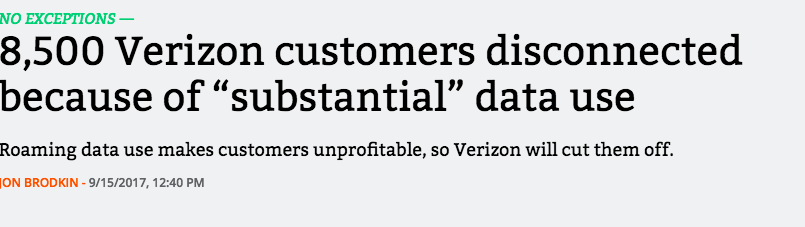 NO EXCEPTIONS —
8,500 Verizon customers disconnected
because of “substantial” data use
Roaming data use makes customers unprofitable, so Verizon will cut them off.
JON BRODKIN - 9/15/2017, 12:40 PM